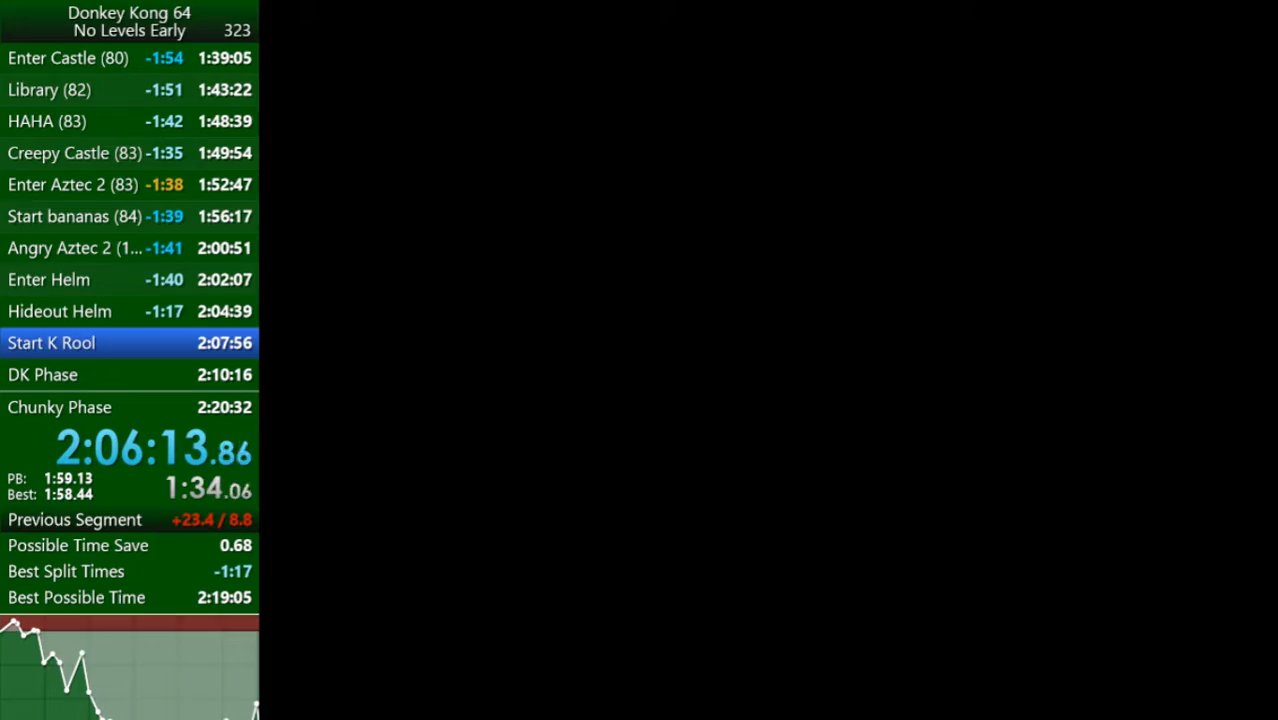 Donkey Kong 64
No Levels Early 323
Enter Castle (80) -1:54 1:39:05
Library (82) -1:51 1:43:22
HAHA (83) -1:42 1:48:39
Creepy Castle (83) -1:35 1:49:54
Enter Aztec 2 (83) -1:38 1:52:47
Start bananas (84) -1:39 1:56:17
Angry Aztec 2 (1... -1:41 2:00:51
Enter Helm -1:40 2:02:07
Hideout Helm -1:17 2:04:39
Start K Rool 2:07:56
DK Phase 2:10:16
Chunky Phase 2:20:32
2:06:13.86
PB: 1:59.13
Best: 1:58.44 1:34.06
Previous Segment +23.4 / 8.8
Possible Time Save 0.68
Best Split Times -1:17
Best Possible Time 2:19:05